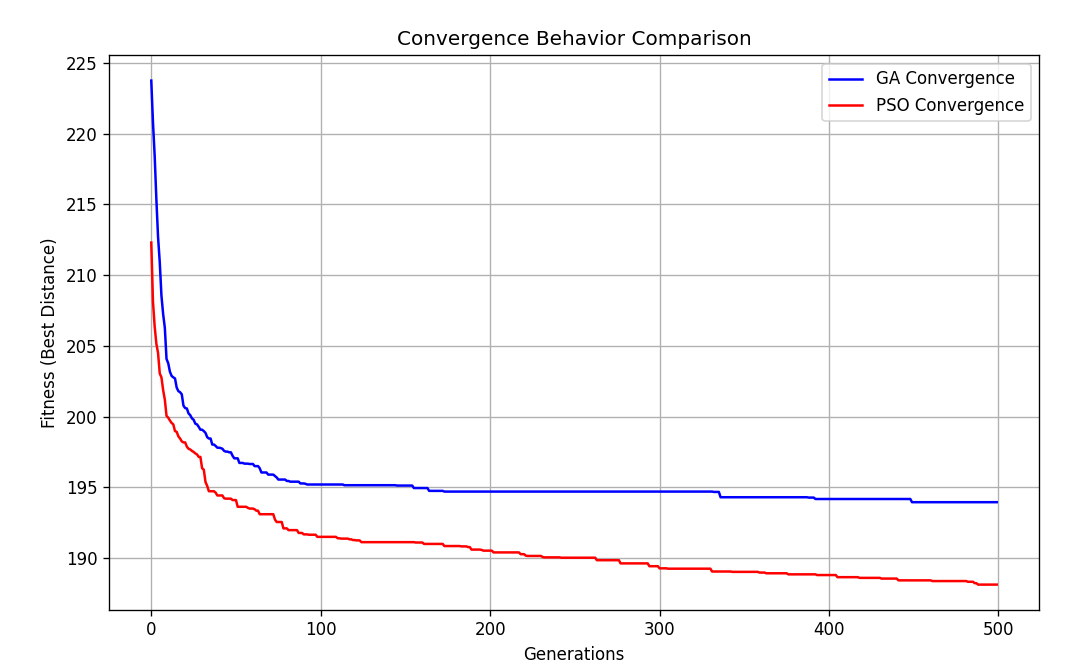 Convergence Behavior Comparison
GA Convergence
PSO Convergence
Fitness (Best Distance)
225
220
215
210
205
200
195
190
0 100 200 300 400 500
Generations